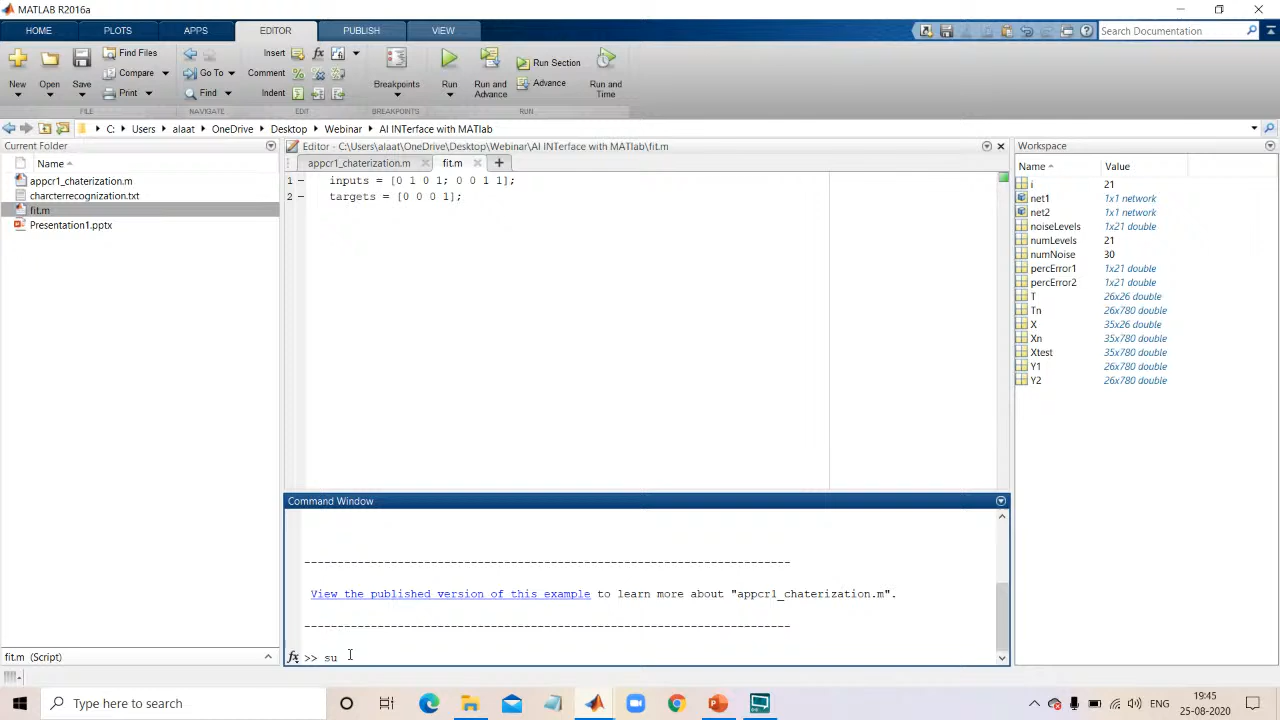 MATLAB R2016a
HOME PLOTS APPS EDITOR PUBLISH VIEW Search Documentation
New Open Save Find Files Compare Print
Go To Find
Insert Comment Indent
Breakpoints
Run Run and Advance Run Section Advance Run and Time
FILE NAVIGATE EDIT BREAKPOINTS RUN
C: Users alaat OneDrive Desktop Webinar AI INTerface with MATlab
Current Folder
Name
appcr1_chaterization.m
charcterrecognization.txt
fit.m
Presentation1.pptx
fit.m (Script)
Editor - C:\Users\alaat\OneDrive\Desktop\Webinar\AI INTerface with MATlab\fit.m
appcr1_chaterization.m fit.m
1 inputs = [0 1 0 1; 0 0 1 1];
2 targets = [0 0 0 1];
Command Window
--------------------------------------------------------------------------
View the published version of this example to learn more about "appcr1_chaterization.m".
--------------------------------------------------------------------------
fx >> su
Workspace
Name Value
i 21
net1 1x1 network
net2 1x1 network
noiseLevels 1x21 double
numLevels 21
numNoise 30
percError1 1x21 double
percError2 1x21 double
T 26x26 double
Tn 26x780 double
X 35x26 double
Xn 35x780 double
Xtest 35x780 double
Y1 26x780 double
Y2 26x780 double
Type here to search
ENG
19:45
25-08-2020